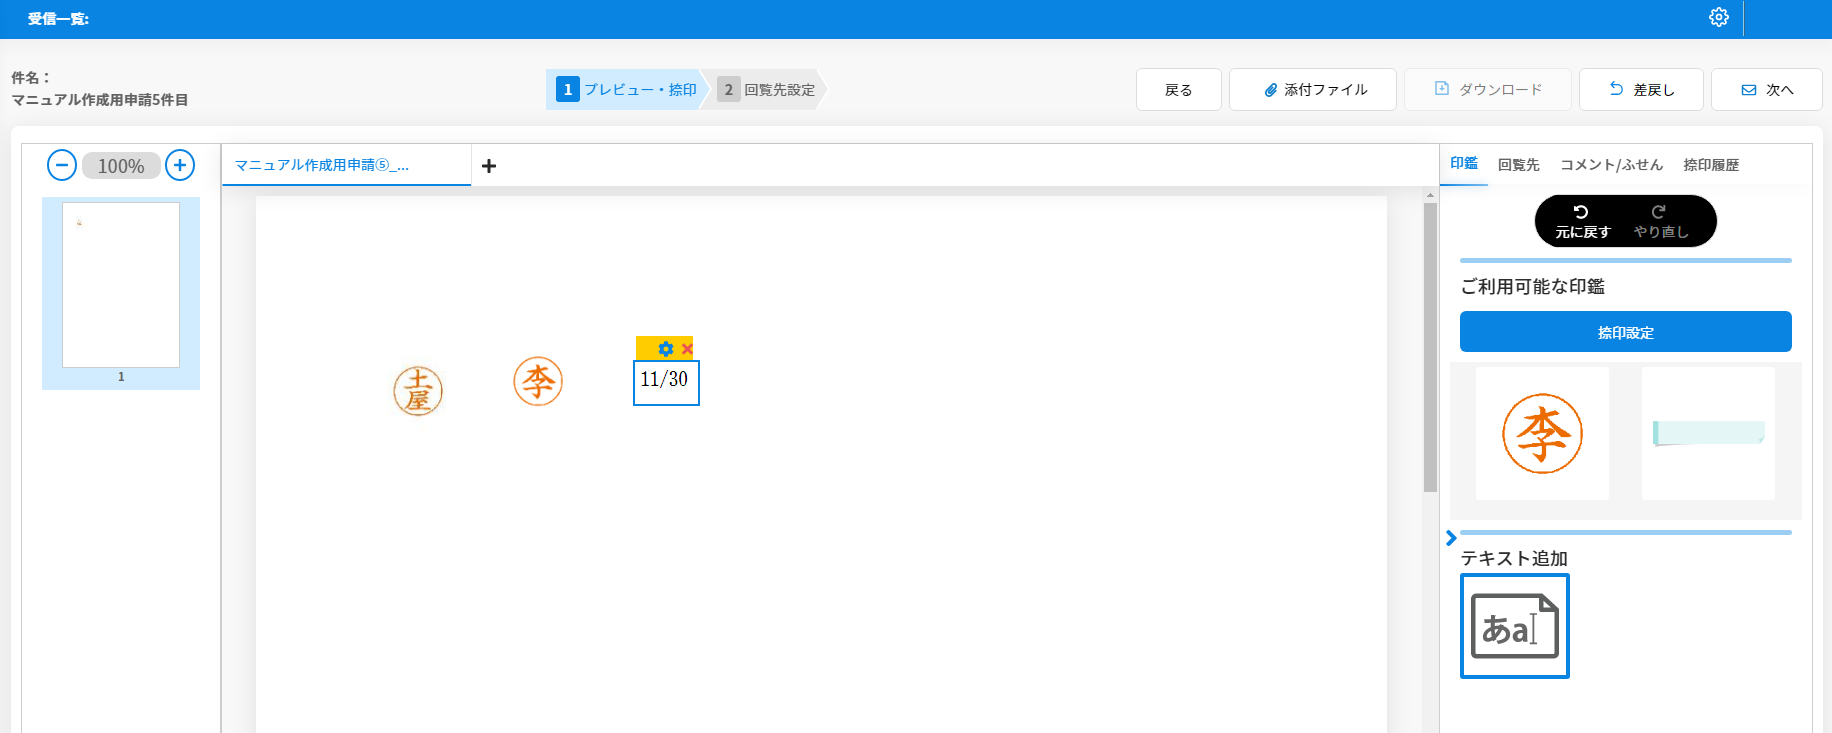 受信一覧:
件名：
マニュアル作成用申請5件目
1 プレビュー・捺印
2 回覧先設定
戻る
添付ファイル
ダウンロード
差戻し
次へ
100%
1
マニュアル作成用申請⑤_...
土屋
李
11/30
印鑑
回覧先
コメント/ふせん
捺印履歴
元に戻す
やり直し
ご利用可能な印鑑
捺印設定
李
テキスト追加
あa